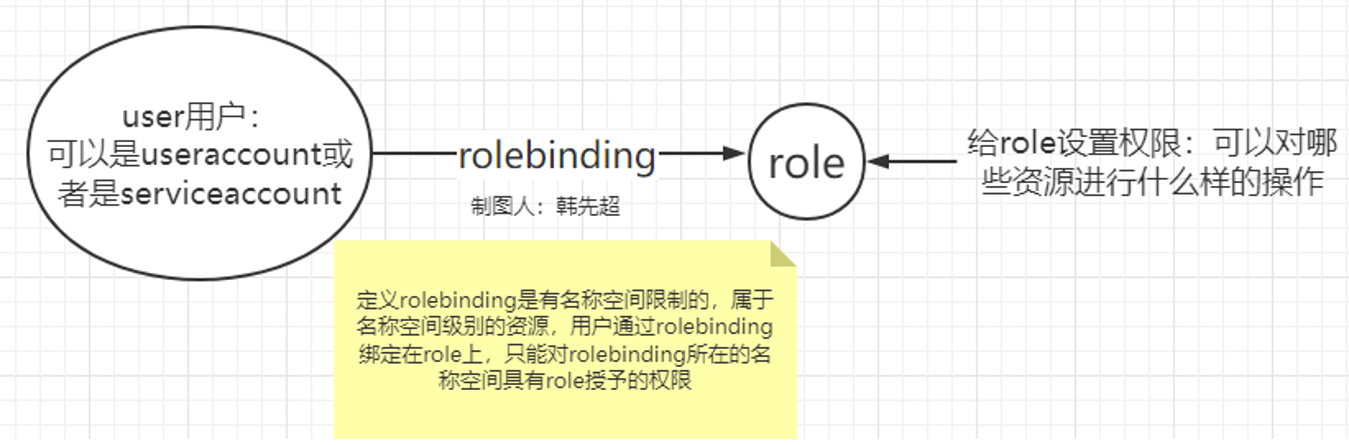 user用户：
可以是useraccount或
者是serviceaccount
rolebinding
制图人：韩先超
role
给role设置权限：可以对哪
些资源进行什么样的操作
定义rolebinding是有名称空间限制的，属于
名称空间级别的资源，用户通过rolebinding
绑定在role上，只能对rolebinding所在的名
称空间具有role授予的权限